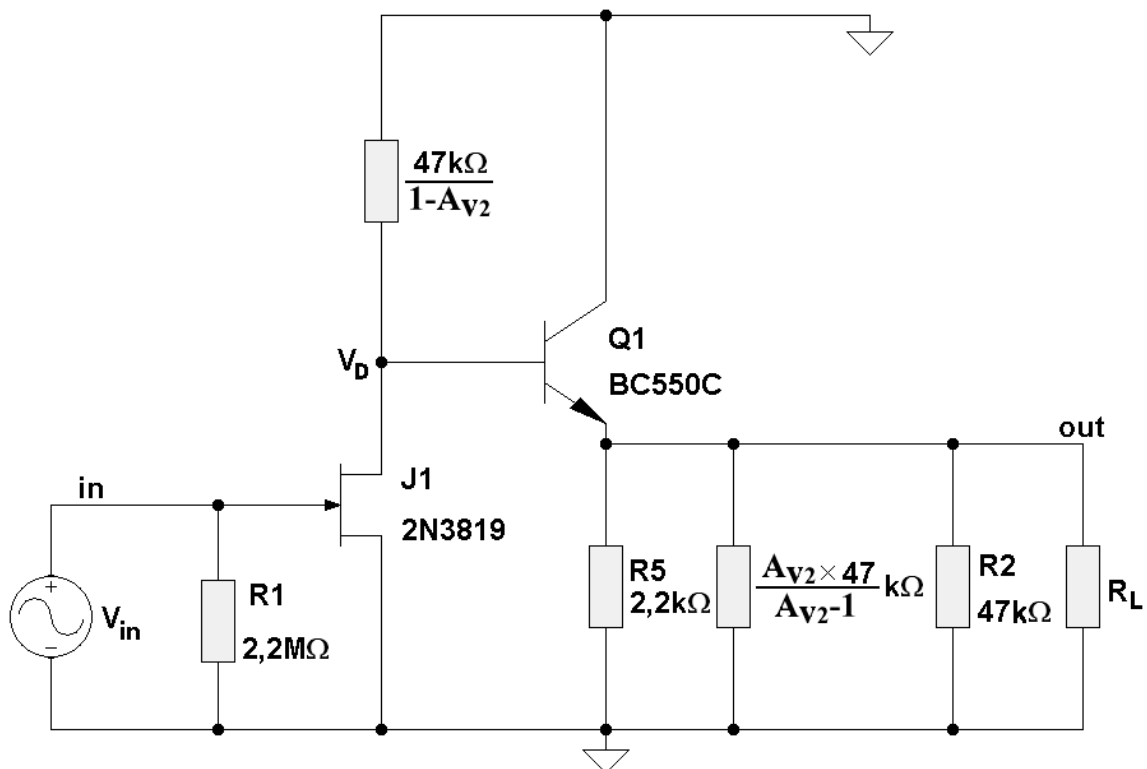 47kΩ
1-Av2
VD
Q1
BC550C
out
in
J1
2N3819
+
−
Vin
R1
2,2MΩ
R5
2,2kΩ
Av2×47
Av2-1
kΩ
R2
47kΩ
RL